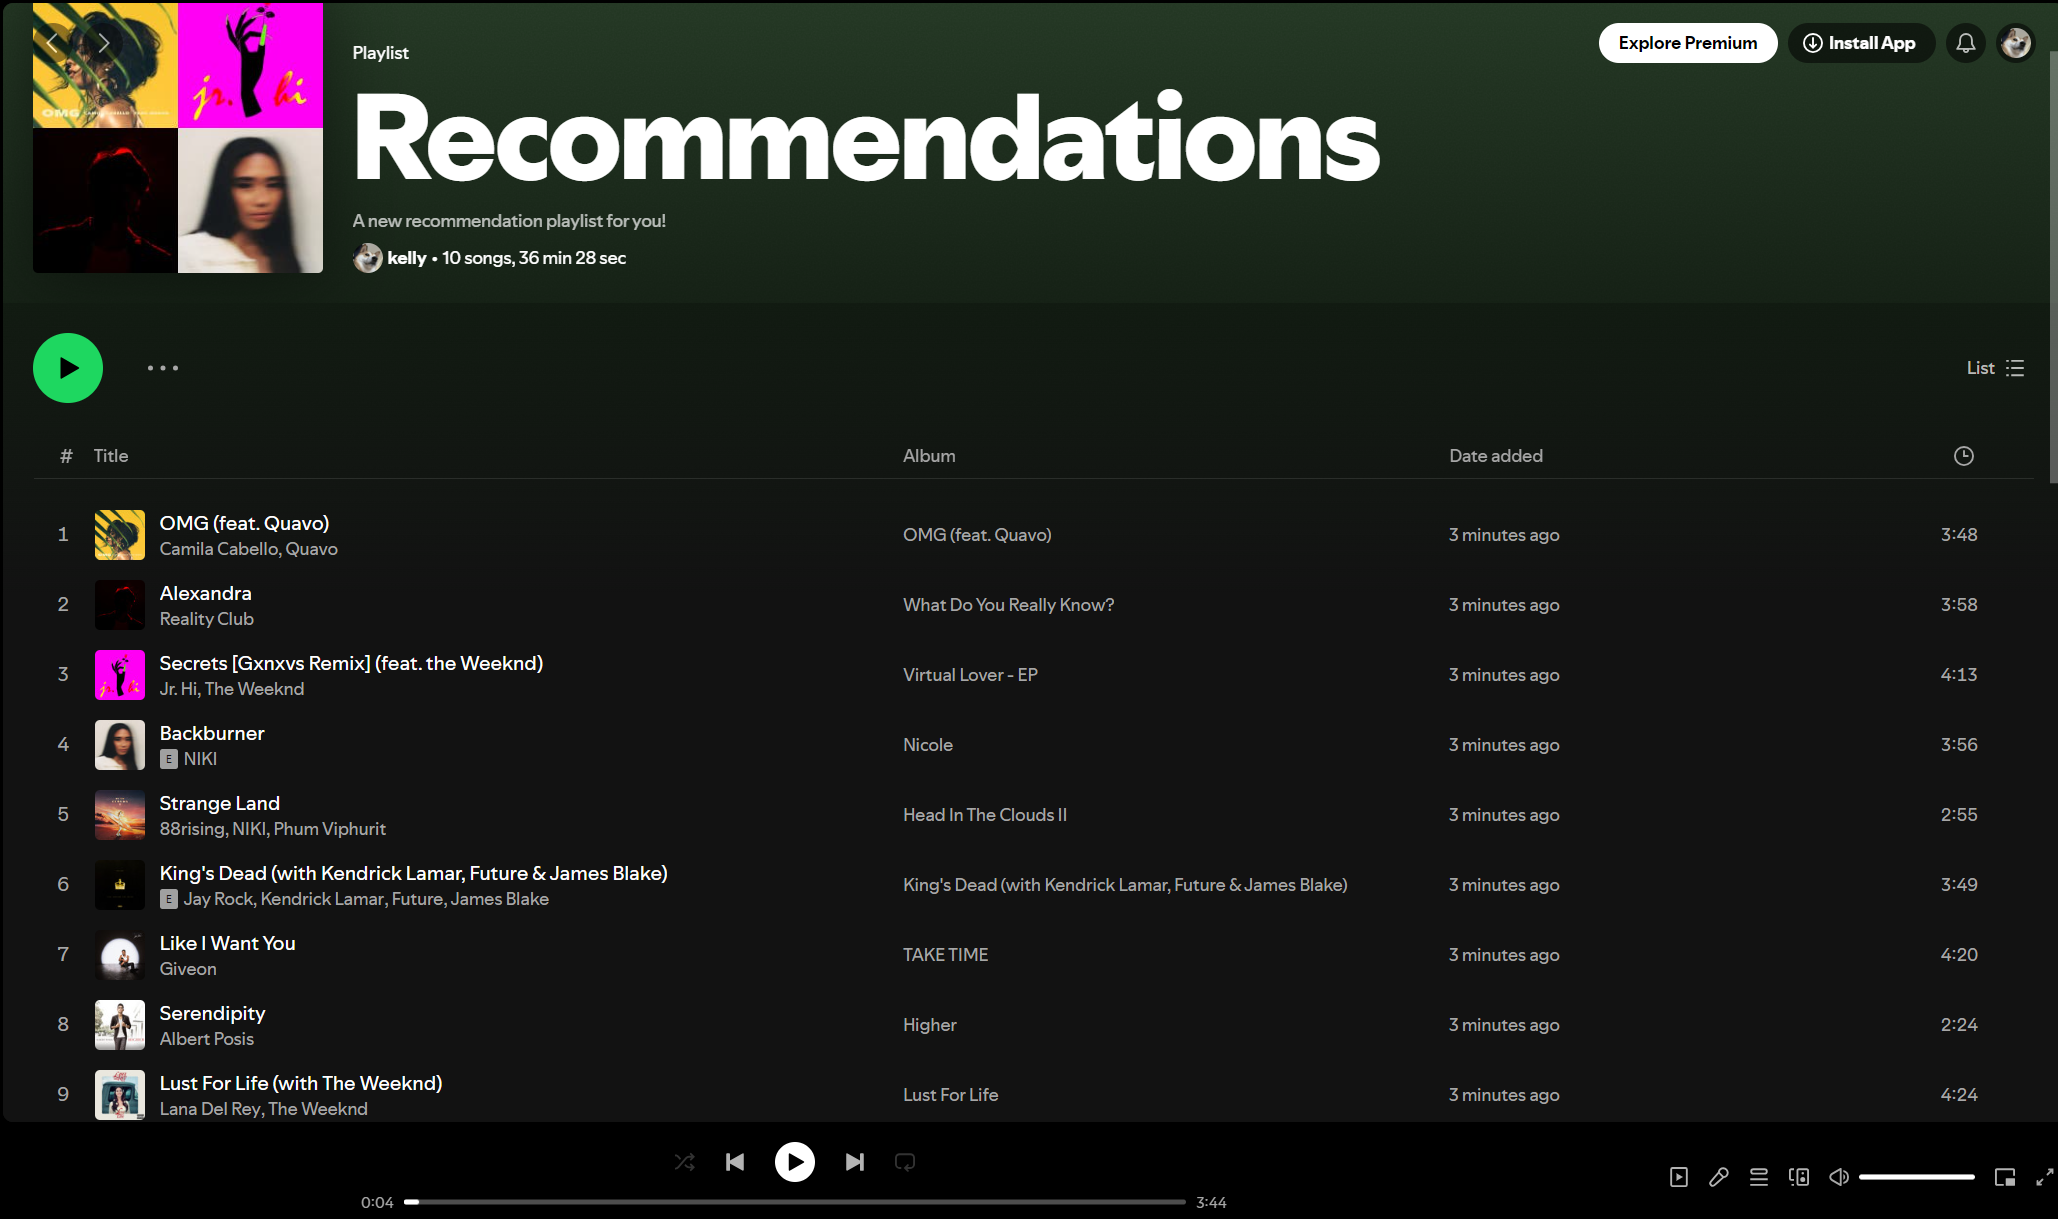 Explore Premium
Install App
OMG
jr. hi
Playlist
Recommendations
A new recommendation playlist for you!
kelly • 10 songs, 36 min 28 sec
List
# Title Album Date added
1 OMG (feat. Quavo) OMG (feat. Quavo) 3 minutes ago 3:48
Camila Cabello, Quavo
2 Alexandra What Do You Really Know? 3 minutes ago 3:58
Reality Club
3 Secrets [Gxnxvs Remix] (feat. the Weeknd) Virtual Lover - EP 3 minutes ago 4:13
Jr. Hi, The Weeknd
4 Backburner Nicole 3 minutes ago 3:56
E NIKI
5 Strange Land Head In The Clouds II 3 minutes ago 2:55
88rising, NIKI, Phum Viphurit
6 King's Dead (with Kendrick Lamar, Future & James Blake) King's Dead (with Kendrick Lamar, Future & James Blake) 3 minutes ago 3:49
E Jay Rock, Kendrick Lamar, Future, James Blake
7 Like I Want You TAKE TIME 3 minutes ago 4:20
Giveon
8 Serendipity Higher 3 minutes ago 2:24
Albert Posis
9 Lust For Life (with The Weeknd) Lust For Life 3 minutes ago 4:24
Lana Del Rey, The Weeknd
0:04 3:44